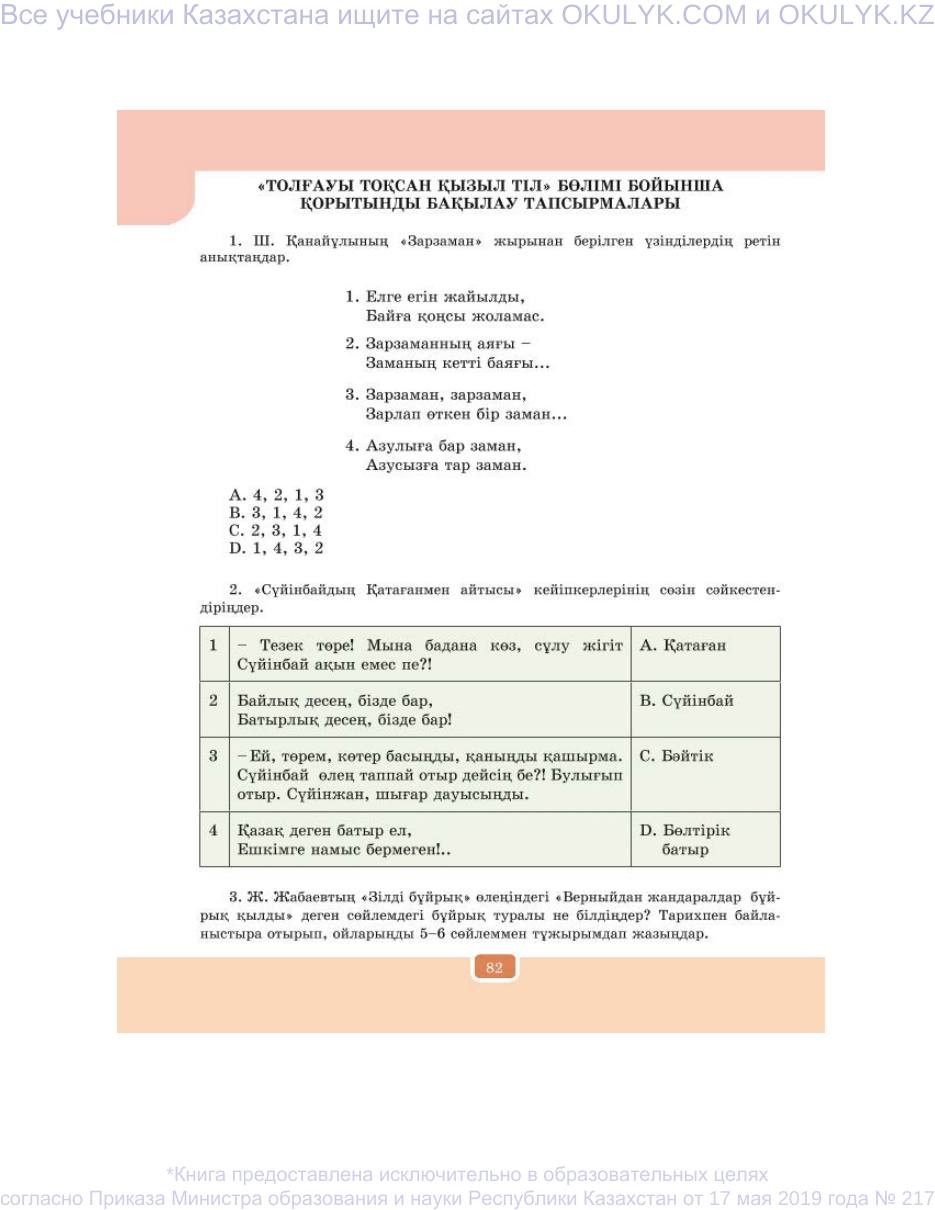 Все учебники Казахстана ищите на сайтах OKULYK.COM и OKULYK.KZ
«ТОЛҒАУЫ ТОҚСАН ҚЫЗЫЛ ТІЛ» БӨЛІМІ БОЙЫНША
ҚОРЫТЫНДЫ БАҚЫЛАУ ТАПСЫРМАЛАРЫ
1. Ш. Қанайұлының «Зарзаман» жырынан берілген үзінділердің ретін
анықтаңдар.
1. Елге егін жайылды,
Байға қоңсы жоламас.
2. Зарзаманның аяғы –
Заманың кетті баяғы...
3. Зарзаман, зарзаман,
Зарлап өткен бір заман...
4. Азулыға бар заман,
Азусызға тар заман.
А. 4, 2, 1, 3
В. 3, 1, 4, 2
С. 2, 3, 1, 4
D. 1, 4, 3, 2
2. «Сүйінбайдың Қатағанмен айтысы» кейіпкерлерінің сөзін сәйкестен-
діріңдер.
1 – Тезек төре! Мына бадана көз, сұлу жігіт А. Қатаған
Сүйінбай ақын емес пе?!
2 Байлық десең, бізде бар, В. Сүйінбай
Батырлық десең, бізде бар!
3 – Ей, төрем, көтер басыңды, қаныңды қашырма. С. Бәйтік
Сүйінбай өлең таппай отыр дейсің бе?! Булығып
отыр. Сүйінжан, шығар дауысыңды.
4 Қазақ деген батыр ел, D. Бөлтірік
Ешкімге намыс бермеген!.. батыр
3. Ж. Жабаевтың «Зілді бұйрық» өлеңіндегі «Верныйдан жандаралдар бұй-
рық қылды» деген сөйлемдегі бұйрық туралы не білдіңдер? Тарихпен байла-
ныстыра отырып, ойларыңды 5–6 сөйлеммен тұжырымдап жазыңдар.
82
*Книга предоставлена исключительно в образовательных целях
согласно Приказа Министра образования и науки Республики Казахстан от 17 мая 2019 года № 217